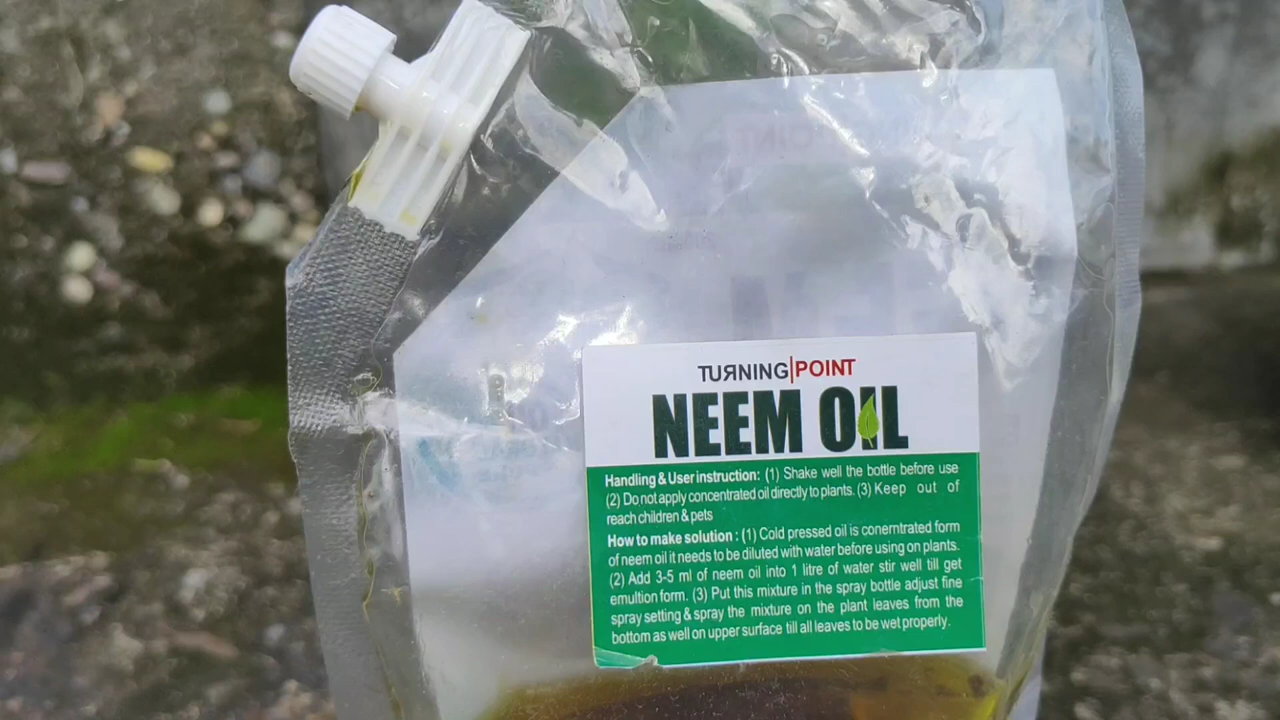 TURNING|POINT
NEEM OIL
Handling & User instruction: (1) Shake well the bottle before use
(2) Do not apply concentrated oil directly to plants. (3) Keep out of
reach children & pets
How to make solution : (1) Cold pressed oil is conerntrated form
of neem oil it needs to be diluted with water before using on plants.
(2) Add 3-5 ml of neem oil into 1 litre of water stir well till get
emultion form. (3) Put this mixture in the spray bottle adjust fine
spray setting & spray the mixture on the plant leaves from the
bottom as well on upper surface till all leaves to be wet properly.